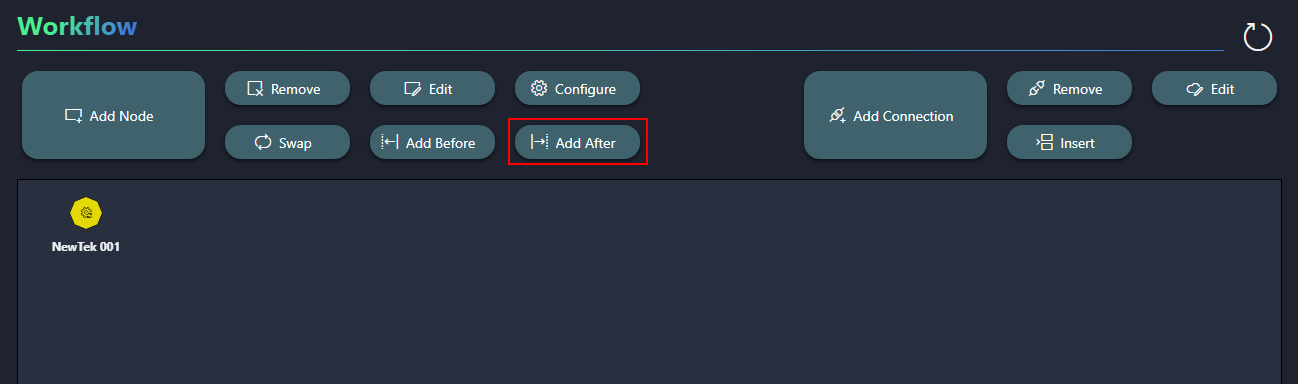 Workflow
Add Node
Remove
Edit
Configure
Swap
Add Before
Add After
Add Connection
Remove
Edit
Insert
NewTek 001